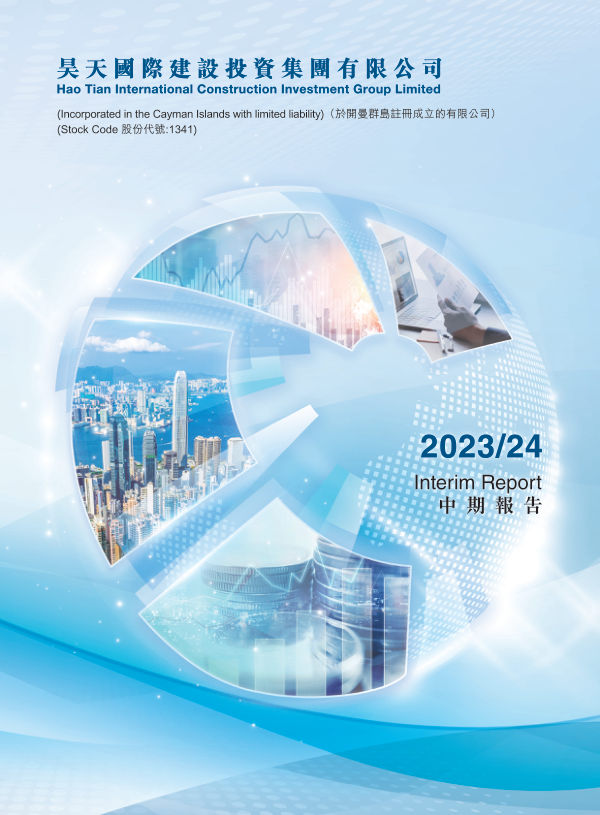 昊天國際建設投資集團有限公司
Hao Tian International Construction Investment Group Limited
(Incorporated in the Cayman Islands with limited liability)（於開曼群島註冊成立的有限公司）
(Stock Code 股份代號:1341)
2023/24
Interim Report
中期報告